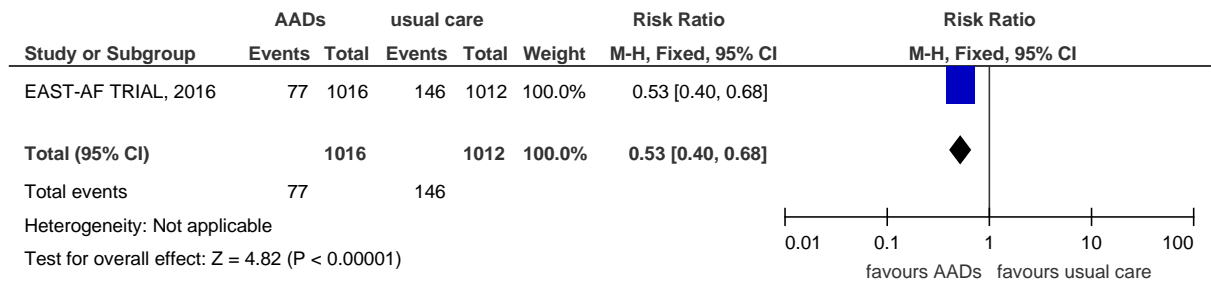 AADs usual care Risk Ratio Risk Ratio
Study or Subgroup Events Total Events Total Weight M-H, Fixed, 95% CI M-H, Fixed, 95% CI
EAST-AF TRIAL, 2016 77 1016 146 1012 100.0% 0.53 [0.40, 0.68]
Total (95% CI) 1016 1012 100.0% 0.53 [0.40, 0.68]
Total events 77 146
Heterogeneity: Not applicable
Test for overall effect: Z = 4.82 (P < 0.00001)
0.01 0.1 1 10 100
favours AADs favours usual care